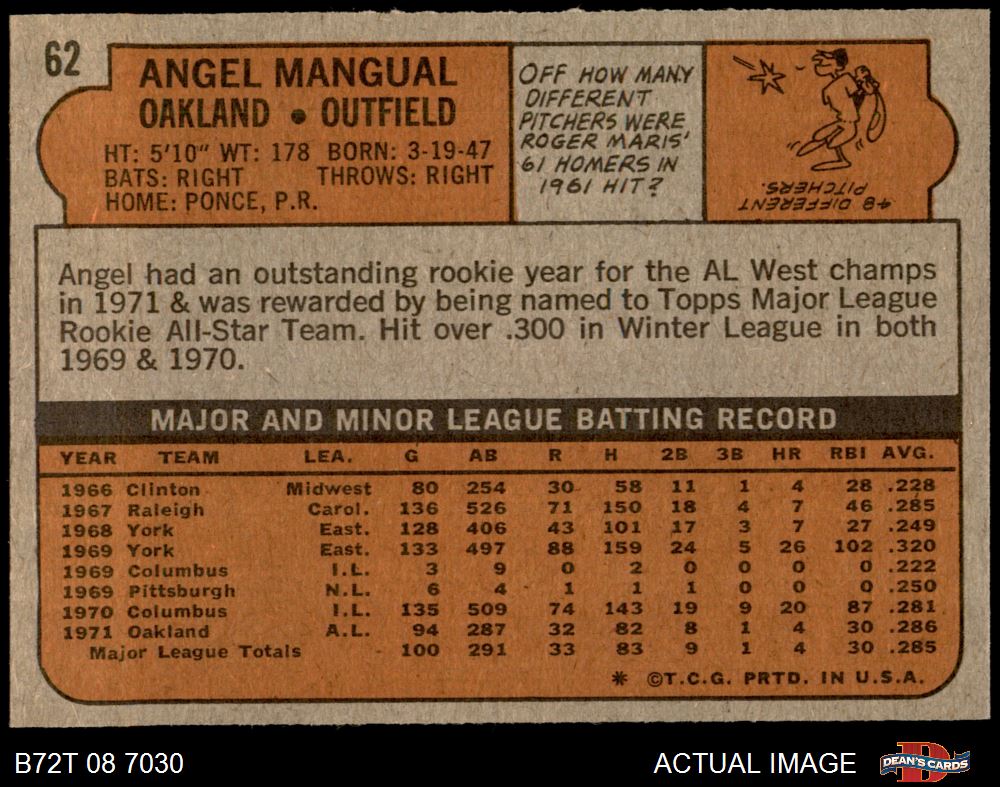 62
ANGEL MANGUAL
OAKLAND • OUTFIELD
HT: 5'10" WT: 178 BORN: 3-19-47
BATS: RIGHT THROWS: RIGHT
HOME: PONCE, P.R.
OFF HOW MANY
DIFFERENT
PITCHERS WERE
ROGER MARIS'
61 HOMERS IN
1961 HIT?
48 DIFFERENT
PITCHERS.
Angel had an outstanding rookie year for the AL West champs
in 1971 & was rewarded by being named to Topps Major League
Rookie All-Star Team. Hit over .300 in Winter League in both
1969 & 1970.
MAJOR AND MINOR LEAGUE BATTING RECORD
YEAR TEAM LEA. G AB R H 2B 3B HR RBI AVG.
1966 Clinton Midwest 80 254 30 58 11 1 4 28 .228
1967 Raleigh Carol. 136 526 71 150 18 4 7 46 .285
1968 York East. 128 406 43 101 17 3 7 27 .249
1969 York East. 133 497 88 159 24 5 26 102 .320
1969 Columbus I.L. 3 9 0 2 0 0 0 0 .222
1969 Pittsburgh N.L. 6 4 1 1 1 0 0 0 .250
1970 Columbus I.L. 135 509 74 143 19 9 20 87 .281
1971 Oakland A.L. 94 287 32 82 8 1 4 30 .286
Major League Totals 100 291 33 83 9 1 4 30 .285
* ©T.C.G. PRTD. IN U.S.A.
B72T 08 7030
ACTUAL IMAGE
D
DEAN'S CARDS